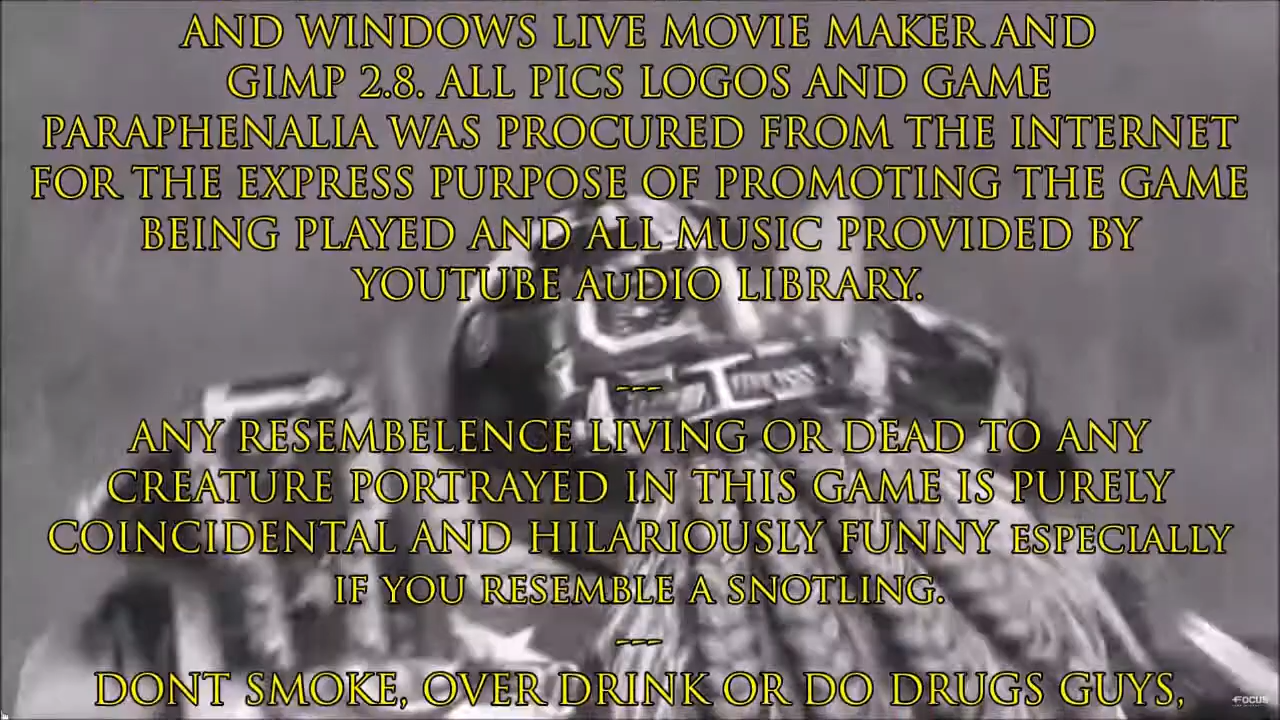 AND WINDOWS LIVE MOVIE MAKER AND
GIMP 2.8. ALL PICS LOGOS AND GAME
PARAPHENALIA WAS PROCURED FROM THE INTERNET
FOR THE EXPRESS PURPOSE OF PROMOTING THE GAME
BEING PLAYED AND ALL MUSIC PROVIDED BY
YOUTUBE AuDIO LIBRARY.
---
ANY RESEMBELENCE LIVING OR DEAD TO ANY
CREATURE PORTRAYED IN THIS GAME IS PURELY
COINCIDENTAL AND HILARIOUSLY FUNNY ESPECIALLY
IF YOU RESEMBLE A SNOTLING.
---
DONT SMOKE, OVER DRINK OR DO DRUGS GUYS,
FOCUS